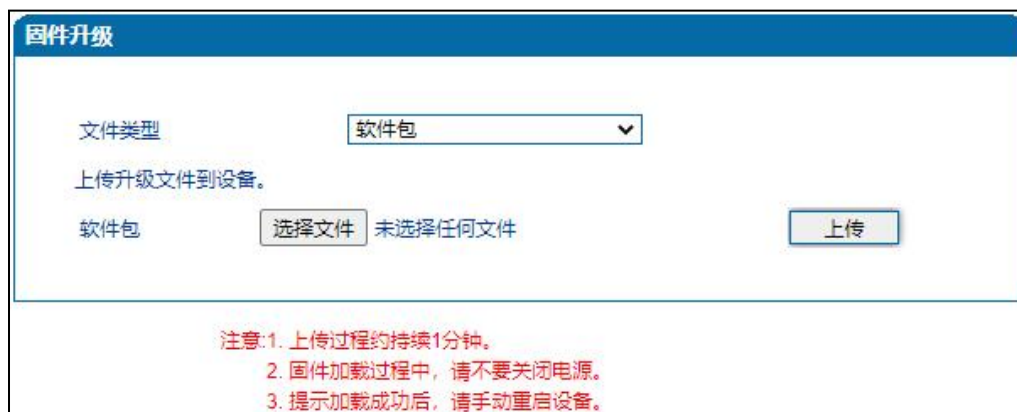 固件升级
文件类型 软件包
上传升级文件到设备。
软件包 选择文件 未选择任何文件 上传
注意:1. 上传过程约持续1分钟。
2. 固件加载过程中，请不要关闭电源。
3. 提示加载成功后，请手动重启设备。